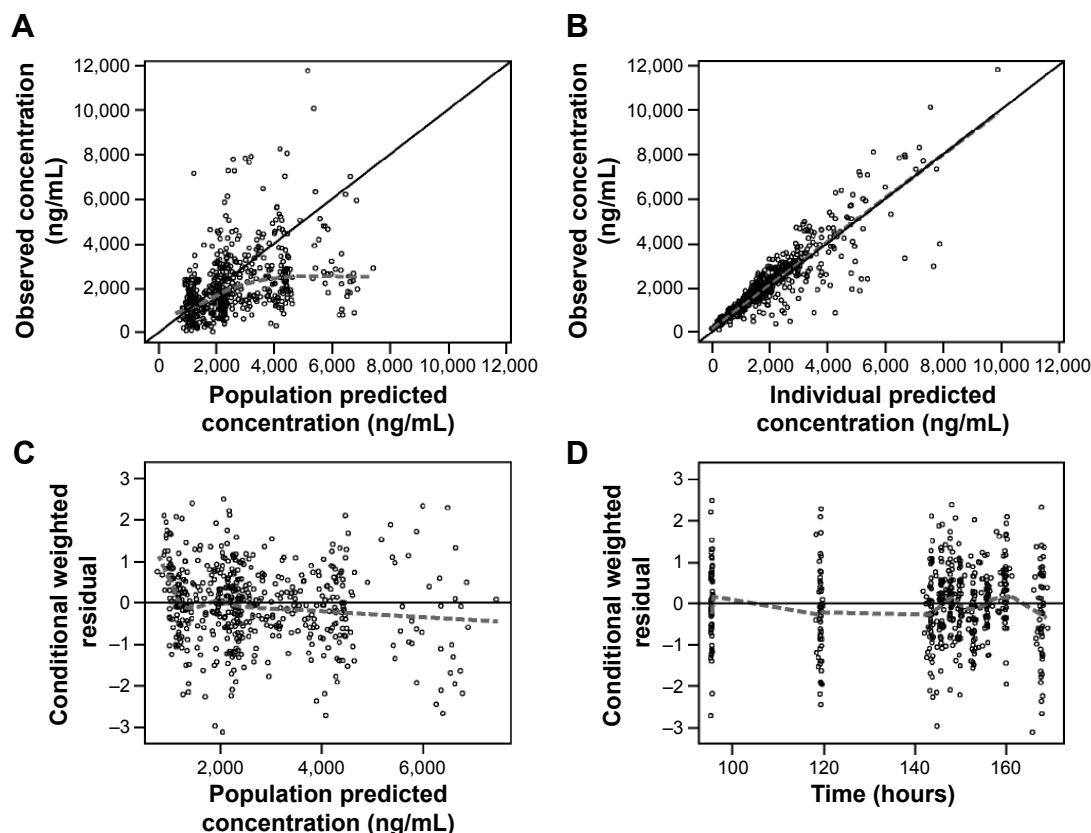 A
Observed concentration
(ng/mL)
12,000
10,000
8,000
6,000
4,000
2,000
0
0 2,000 4,000 6,000 8,000 10,000 12,000
Population predicted
concentration (ng/mL)
B
Observed concentration
(ng/mL)
12,000
10,000
8,000
6,000
4,000
2,000
0
0 2,000 4,000 6,000 8,000 10,000 12,000
Individual predicted
concentration (ng/mL)
C
Conditional weighted
residual
3
2
1
0
–1
–2
–3
2,000 4,000 6,000
Population predicted
concentration (ng/mL)
D
Conditional weighted
residual
3
2
1
0
–1
–2
–3
100 120 140 160
Time (hours)